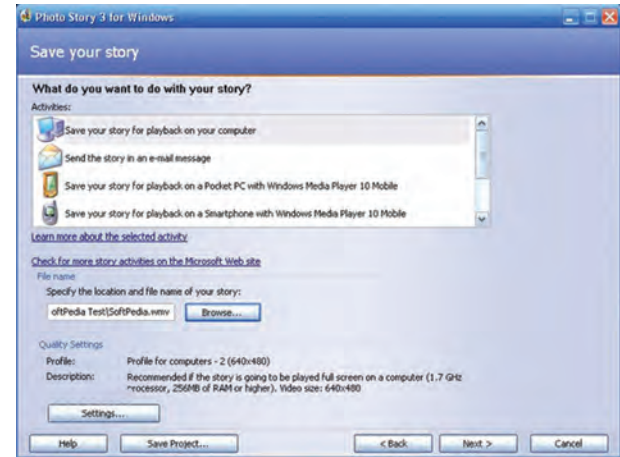 Photo Story 3 for Windows
Save your story
What do you want to do with your story?
Activities:
Save your story for playback on your computer
Send the story in an e-mail message
Save your story for playback on a Pocket PC with Windows Media Player 10 Mobile
Save your story for playback on a Smartphone with Windows Media Player 10 Mobile
Learn more about the selected activity
Check for more story activities on the Microsoft Web site
File name
Specify the location and file name of your story:
oftPedia Test\SoftPedia.wmv Browse...
Quality Settings
Profile: Profile for computers - 2 (640x480)
Description: Recommended if the story is going to be played full screen on a computer (1.7 GHz
rocessor, 256MB of RAM or higher). Video size: 640x480
Settings...
Help Save Project... < Back Next > Cancel